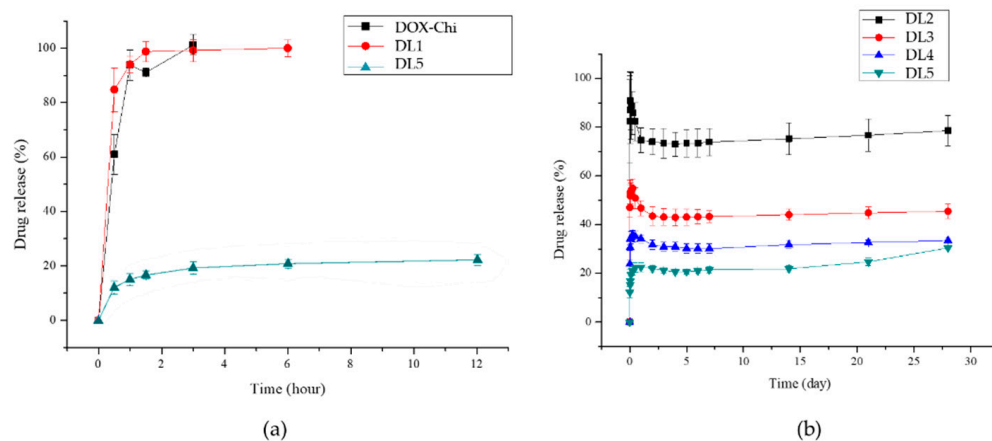 DOX-Chi
DL1
DL5
100
80
60
40
20
0
Drug release (%)
0
2
4
6
8
10
12
Time (hour)
(a)
DL2
DL3
DL4
DL5
100
80
60
40
20
0
Drug release (%)
0
5
10
15
20
25
30
Time (day)
(b)